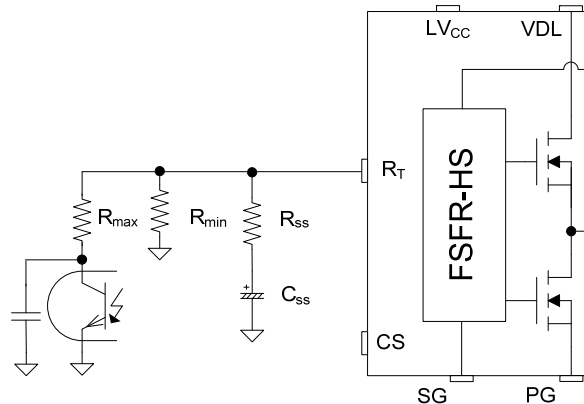 LVCC
VDL
RT
FSFR-HS
Rmax
Rmin
Rss
+
Css
CS
SG
PG